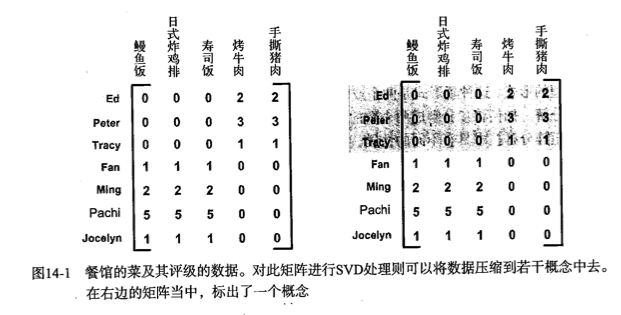 鳗鱼饭 日式炸鸡排 寿司饭 烤牛肉 手撕猪肉
Ed 0 0 0 2 2
Peter 0 0 0 3 3
Tracy 0 0 0 1 1
Fan 1 1 1 0 0
Ming 2 2 2 0 0
Pachi 5 5 5 0 0
Jocelyn 1 1 1 0 0
鳗鱼饭 日式炸鸡排 寿司饭 烤牛肉 手撕猪肉
Ed 0 0 0 2 2
Peter 0 0 0 3 3
Tracy 0 0 0 1 1
Fan 1 1 1 0 0
Ming 2 2 2 0 0
Pachi 5 5 5 0 0
Jocelyn 1 1 1 0 0
图14-1 餐馆的菜及其评级的数据。对此矩阵进行SVD处理则可以将数据压缩到若干概念中去。
在右边的矩阵当中，标出了一个概念